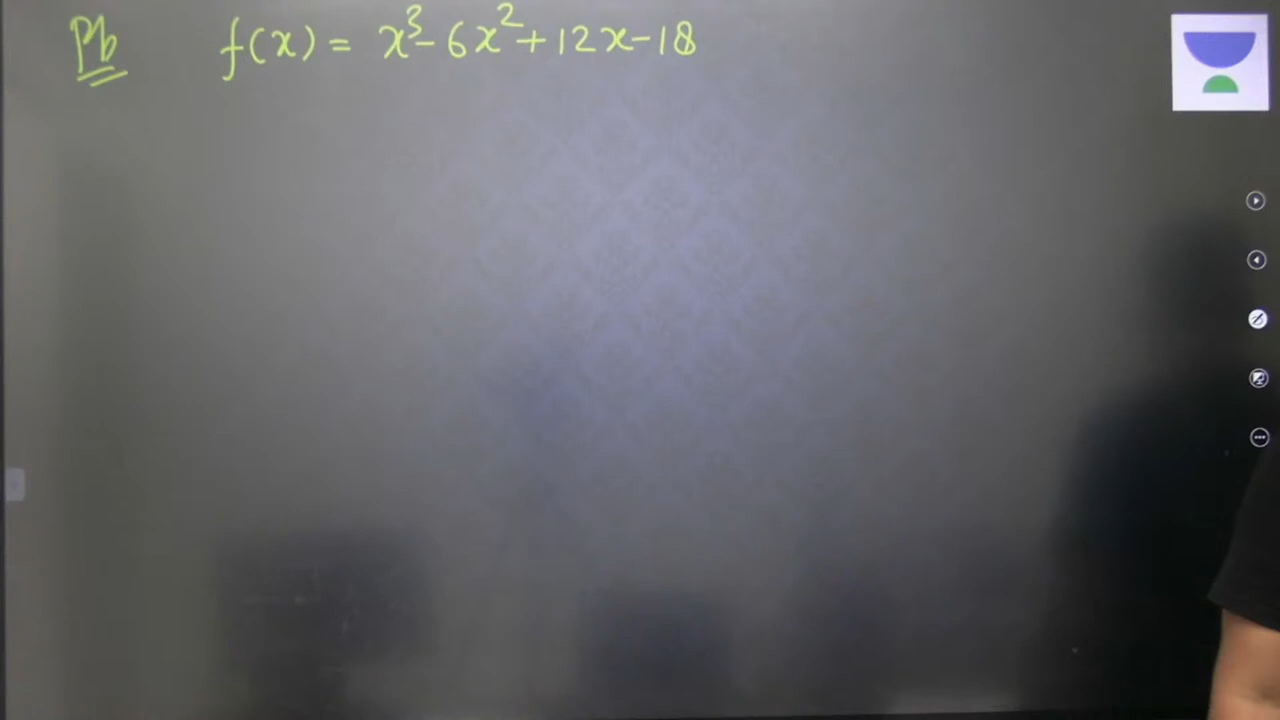 Pb f(x) = x³- 6x²+12x-18